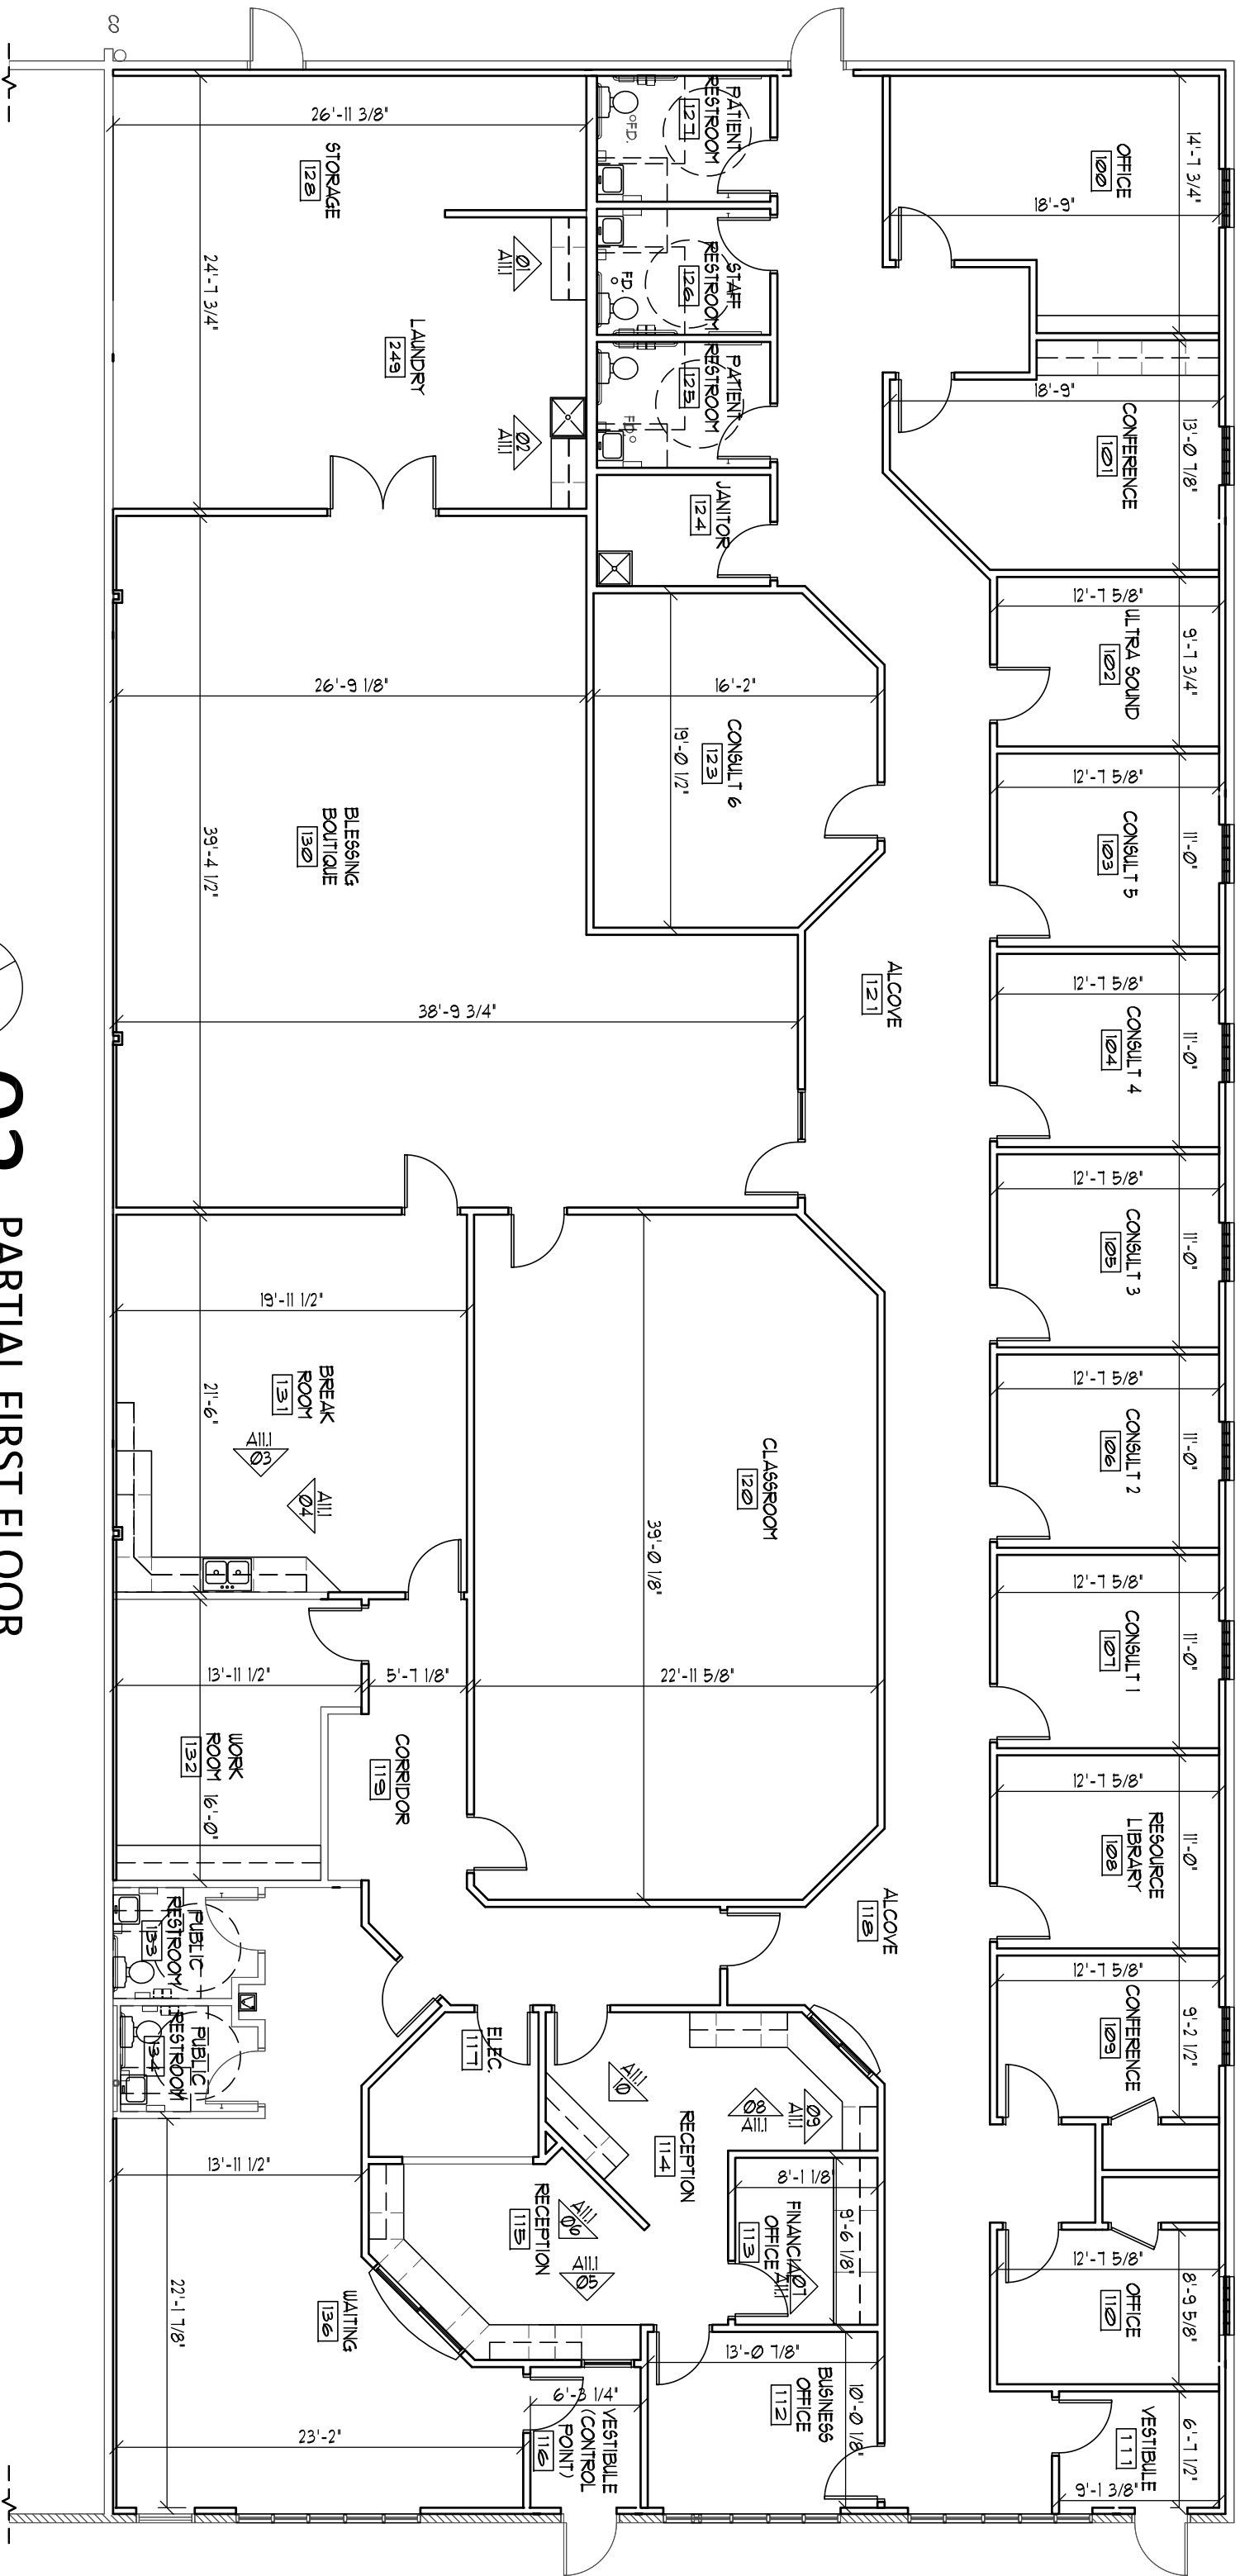 CO
26'-11 3/8"
STORAGE
128
24'-7 3/4"
01
A11.1
LAUNDRY
249
02
A11.1
PATIENT
RESTROOM
127
F.D.
STAFF
RESTROOM
126
F.D.
PATIENT
RESTROOM
125
F.D.
JANITOR
124
OFFICE
100
14'-7 3/4"
18'-9"
18'-9"
CONFERENCE
101
13'-0 7/8"
12'-7 5/8"
ULTRA SOUND
102
9'-7 3/4"
12'-7 5/8"
CONSULT 5
103
11'-0"
12'-7 5/8"
CONSULT 4
104
11'-0"
12'-7 5/8"
CONSULT 3
105
11'-0"
12'-7 5/8"
CONSULT 2
106
11'-0"
12'-7 5/8"
CONSULT 1
107
11'-0"
12'-7 5/8"
RESOURCE
LIBRARY
108
11'-0"
12'-7 5/8"
CONFERENCE
109
9'-2 1/2"
12'-7 5/8"
OFFICE
110
8'-9 5/8"
VESTIBULE
111
6'-7 1/2"
9'-1 3/8"
26'-9 1/8"
16'-2"
CONSULT 6
123
19'-0 1/2"
BLESSING
BOUTIQUE
130
39'-4 1/2"
38'-9 3/4"
ALCOVE
121
19'-11 1/2"
BREAK
ROOM
131
21'-6"
A11.1
03
A11.1
04
CLASSROOM
120
39'-0 1/8"
22'-11 5/8"
13'-11 1/2"
5'-7 1/8"
WORK
ROOM
132
16'-0"
CORRIDOR
119
ALCOVE
118
PUBLIC
RESTROOM
133
PUBLIC
RESTROOM
134
ELEC.
117
A11.1
10
08
A11.1
09
A11.1
RECEPTION
114
8'-1 1/8"
FINANCIAL
OFFICE
113
9'-6 1/8"
07
A11.1
RECEPTION
115
A11.1
06
A11.1
05
13'-11 1/2"
22'-1 7/8"
WAITING
136
23'-2"
6'-3 1/4"
VESTIBULE
(CONTROL
POINT)
116
13'-0 7/8"
BUSINESS
OFFICE
112
10'-0 1/8"
PARTIAL FIRST FLOOR